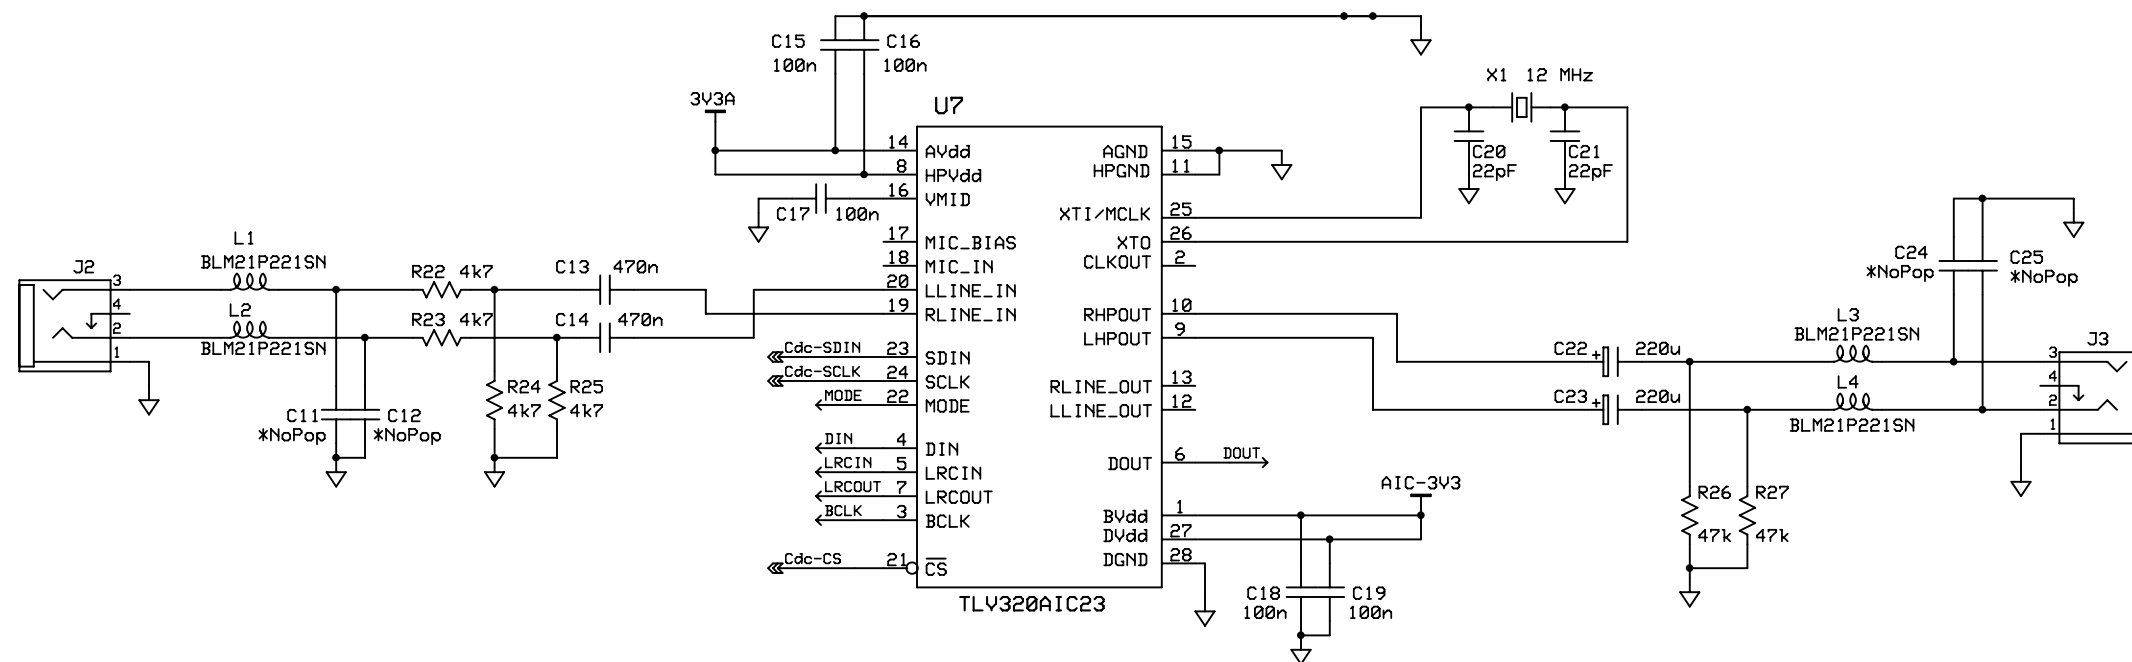 C15
100n
C16
100n
X1 12 MHz
3V3A
U7
14
AVdd
8
HPVdd
16
VMID
C17 100n
17
MIC_BIAS
18
MIC_IN
20
LLINE_IN
19
RLINE_IN
23
SDIN
24
SCLK
22
MODE
4
DIN
5
LRCIN
7
LRCOUT
3
BCLK
21
CS
15
AGND
11
HPGND
25
XTI/MCLK
26
XTO
2
CLKOUT
10
RHPOUT
9
LHPOUT
13
RLINE_OUT
12
LLINE_OUT
6
DOUT
1
BVdd
27
DVdd
28
DGND
TLV320AIC23
C20
22pF
C21
22pF
J2
3
4
2
1
L1
BLM21P221SN
L2
BLM21P221SN
R22 4k7
R23 4k7
C13 470n
C14 470n
R24
4k7
R25
4k7
C11
*NoPop
C12
*NoPop
Cdc-SDIN
Cdc-SCLK
MODE
DIN
LRCIN
LRCOUT
BCLK
Cdc-CS
DOUT
AIC-3V3
C18
100n
C19
100n
C22 + 220u
C23 + 220u
R26
47k
R27
47k
L3
BLM21P221SN
L4
BLM21P221SN
C24
*NoPop
C25
*NoPop
J3
3
4
2
1